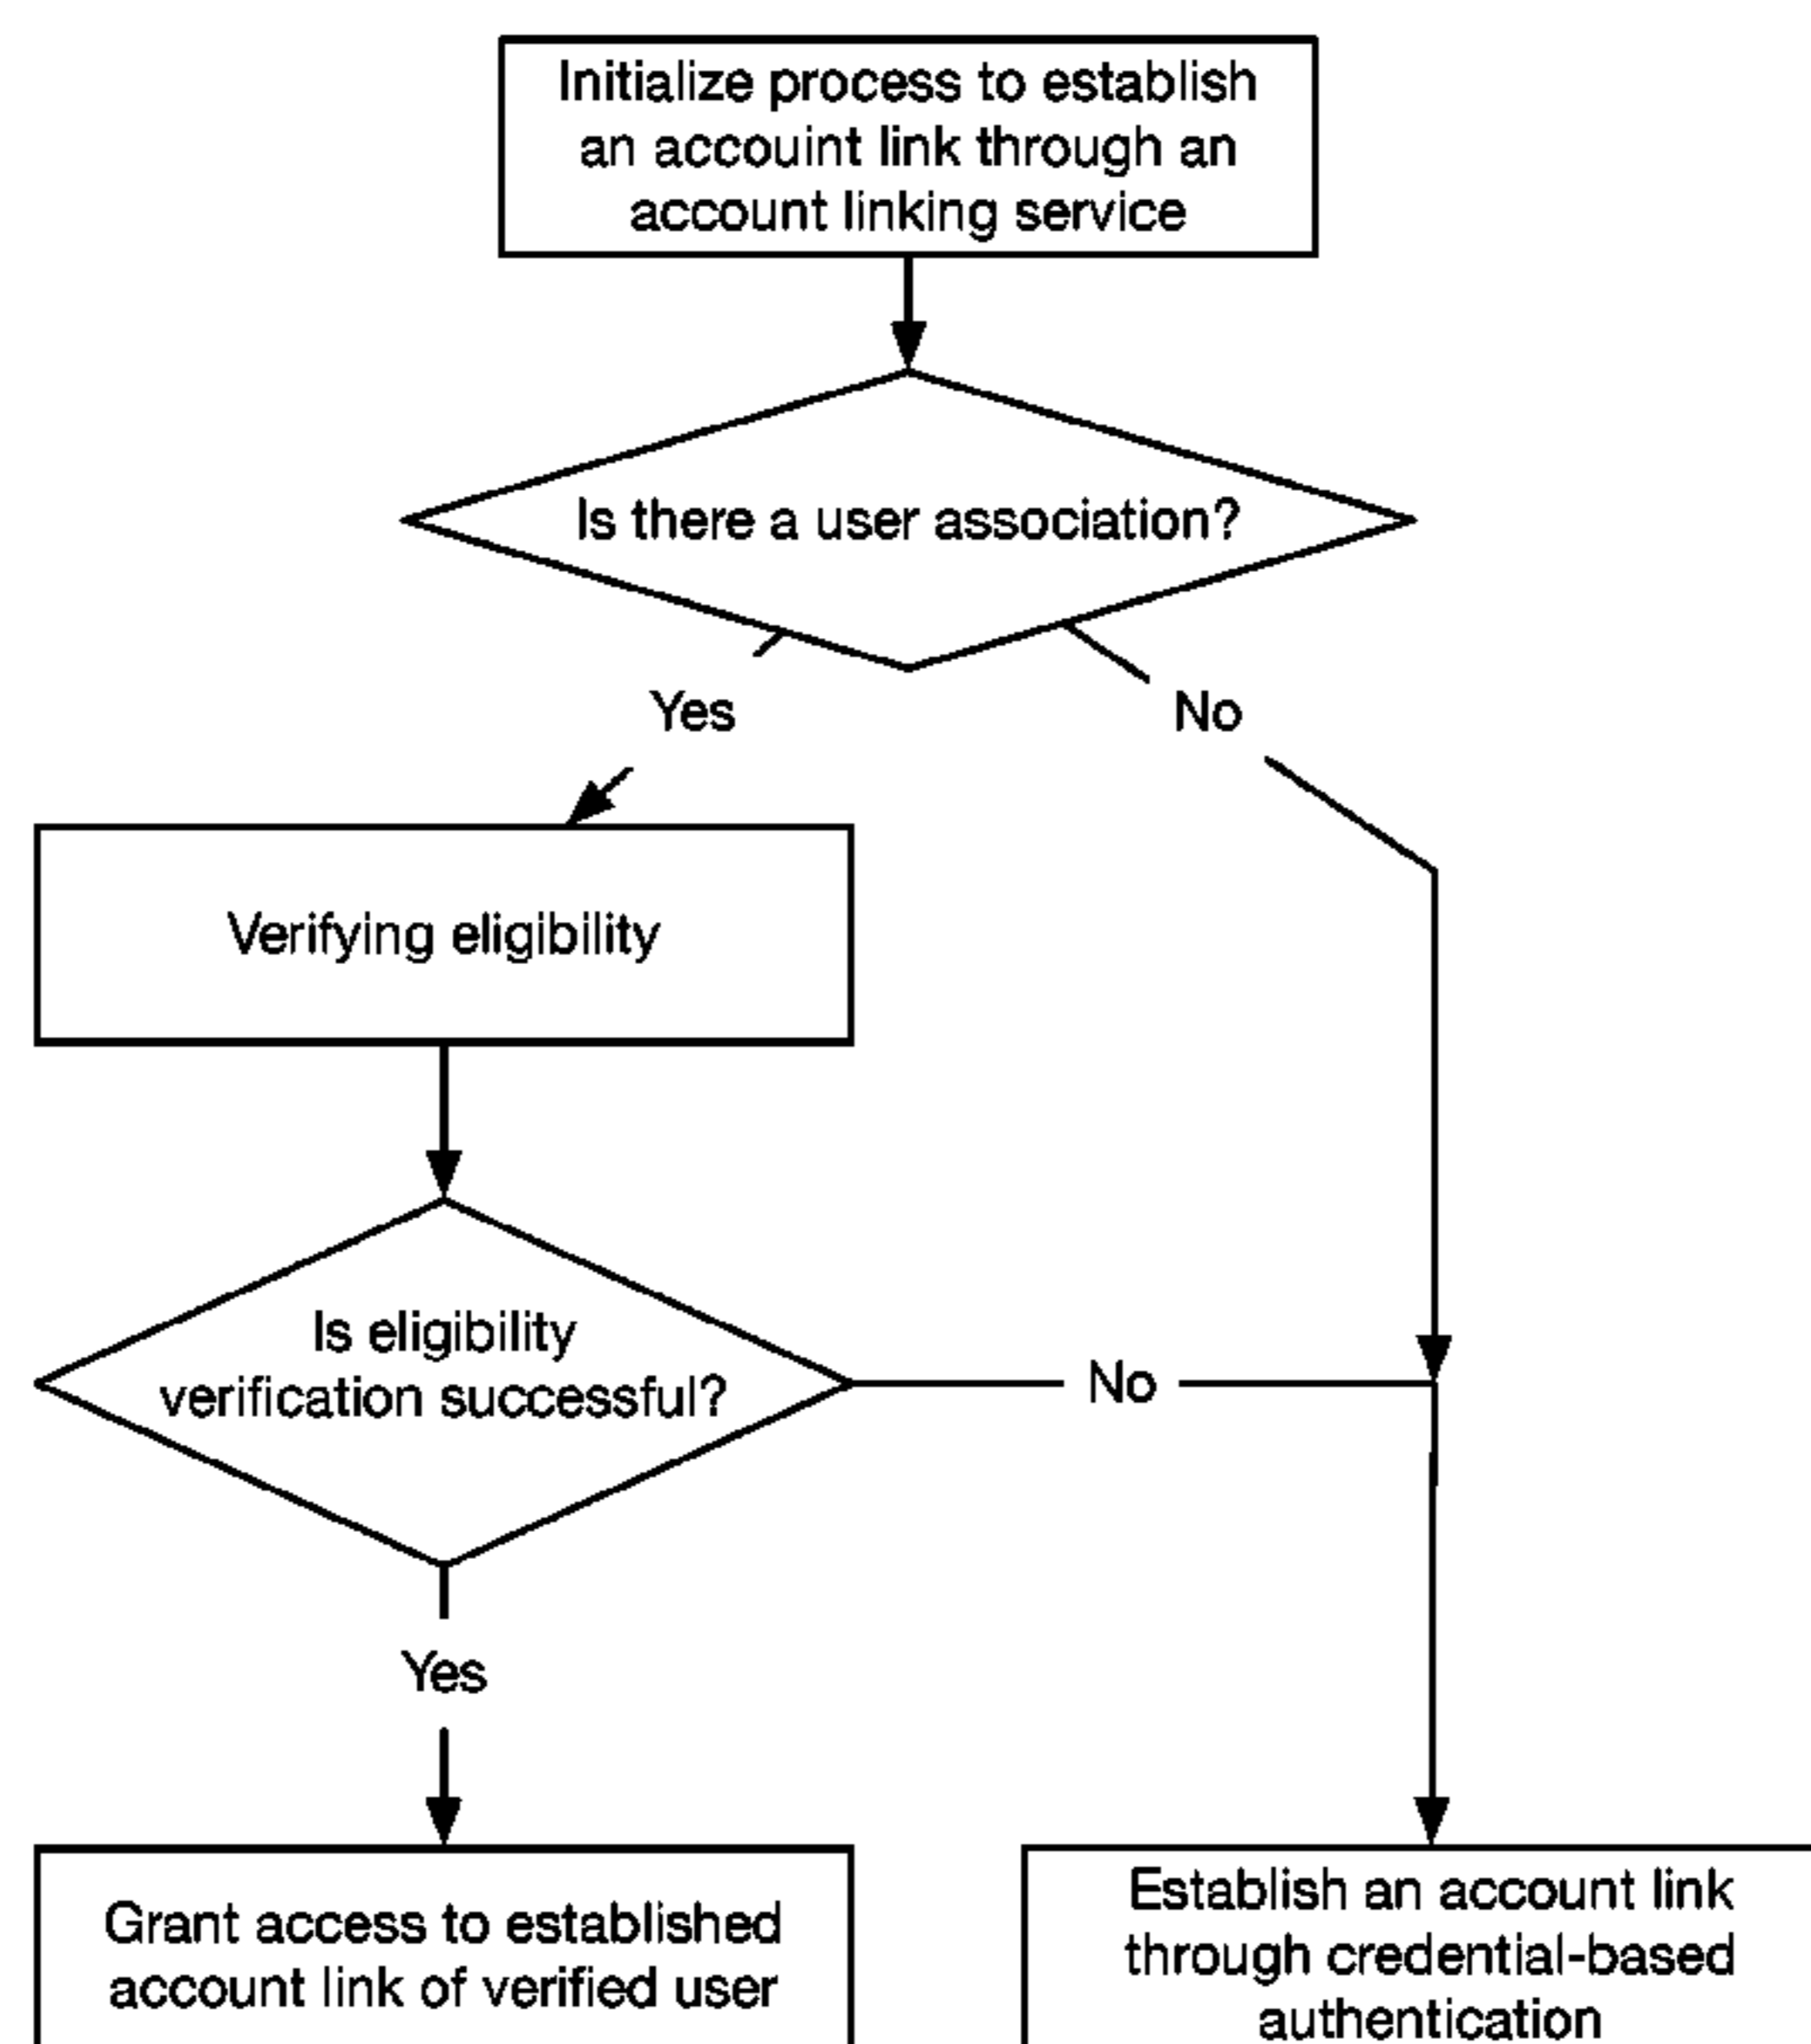 Initialize process to establish
an accouint link through an
account linking service
Is there a user association?
Yes
No
Verifying eligibility
Is eligibility
verification successful?
No
Yes
Grant access to established
account link of verified user
Establish an account link
through credential-based
authentication